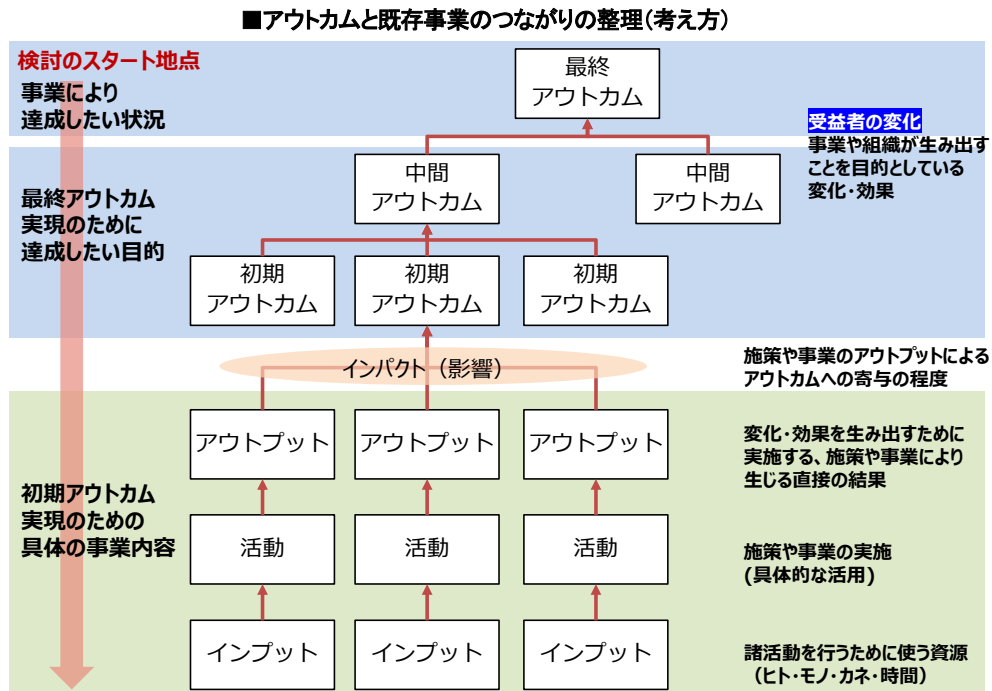 ■アウトカムと既存事業のつながりの整理(考え方)
検討のスタート地点
事業により
達成したい状況
最終
アウトカム
受益者の変化
事業や組織が生み出す
ことを目的としている
変化・効果
最終アウトカム
実現のために
達成したい目的
中間
アウトカム
中間
アウトカム
初期
アウトカム
初期
アウトカム
初期
アウトカム
インパクト（影響）
施策や事業のアウトプットによる
アウトカムへの寄与の程度
初期アウトカム
実現のための
具体の事業内容
アウトプット
アウトプット
アウトプット
変化・効果を生み出すために
実施する、施策や事業により
生じる直接の結果
活動
活動
活動
施策や事業の実施
(具体的な活用)
インプット
インプット
インプット
諸活動を行うために使う資源
（ヒト・モノ・カネ・時間）